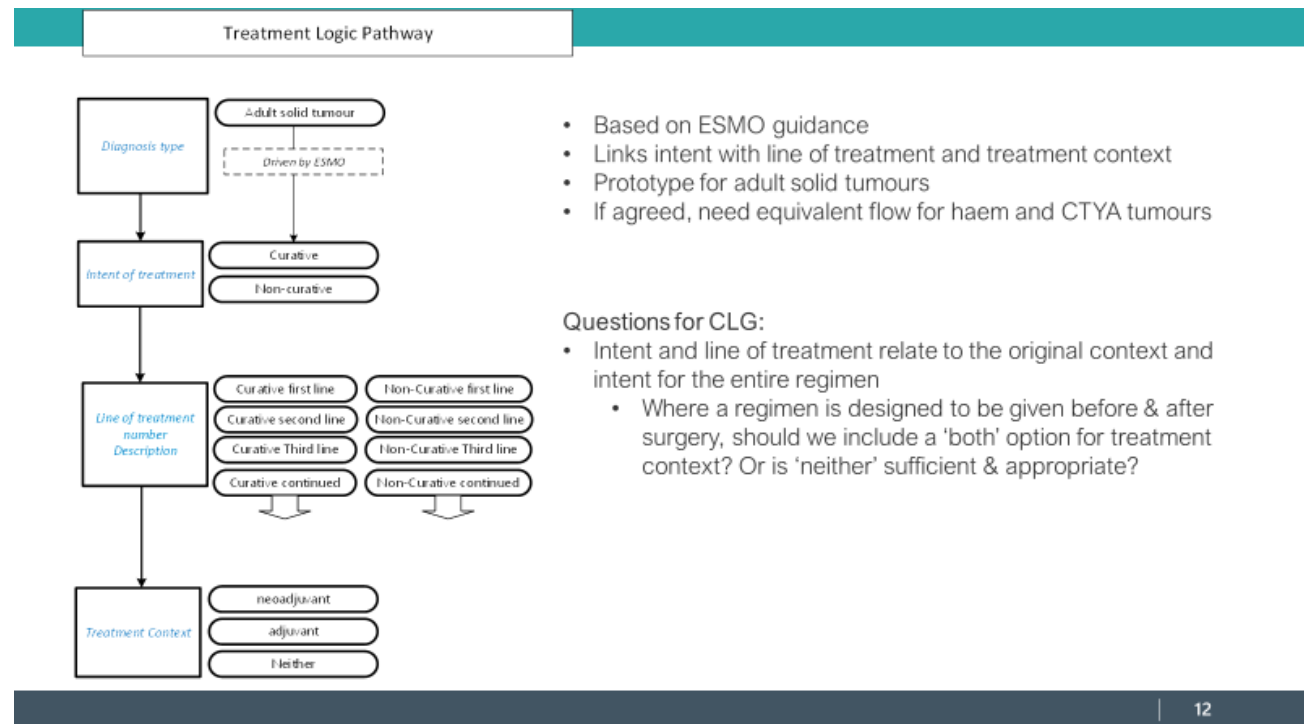 Treatment Logic Pathway
Diagnosis type
Adult solid tumour
Driven by ESMO
Intent of treatment
Curative
Non-curative
Line of treatment
number
Description
Curative first line
Non-Curative first line
Curative second line
Non-Curative second line
Curative Third line
Non-Curative Third line
Curative continued
Non-Curative continued
Treatment Context
neoadjuvant
adjuvant
Neither
• Based on ESMO guidance
• Links intent with line of treatment and treatment context
• Prototype for adult solid tumours
• If agreed, need equivalent flow for haem and CTYA tumours
Questions for CLG:
• Intent and line of treatment relate to the original context and
intent for the entire regimen
• Where a regimen is designed to be given before & after
surgery, should we include a ‘both’ option for treatment
context? Or is ‘neither’ sufficient & appropriate?
12